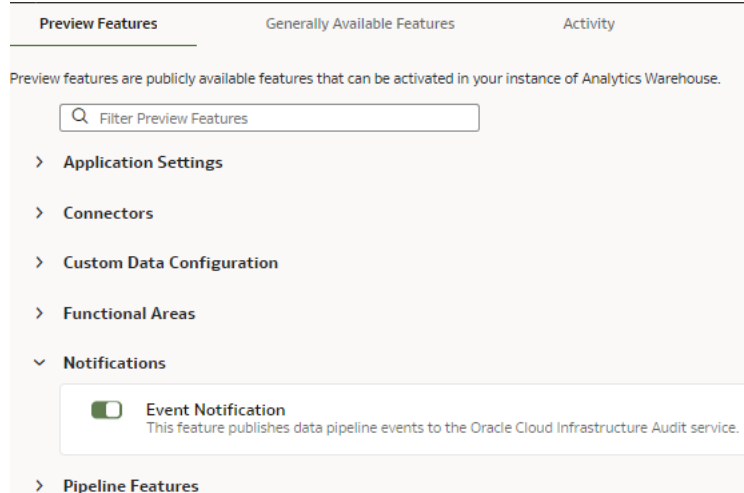 Preview Features Generally Available Features Activity
Preview features are publicly available features that can be activated in your instance of Analytics Warehouse.
Filter Preview Features
Application Settings
Connectors
Custom Data Configuration
Functional Areas
Notifications
Event Notification
This feature publishes data pipeline events to the Oracle Cloud Infrastructure Audit service.
Pipeline Features